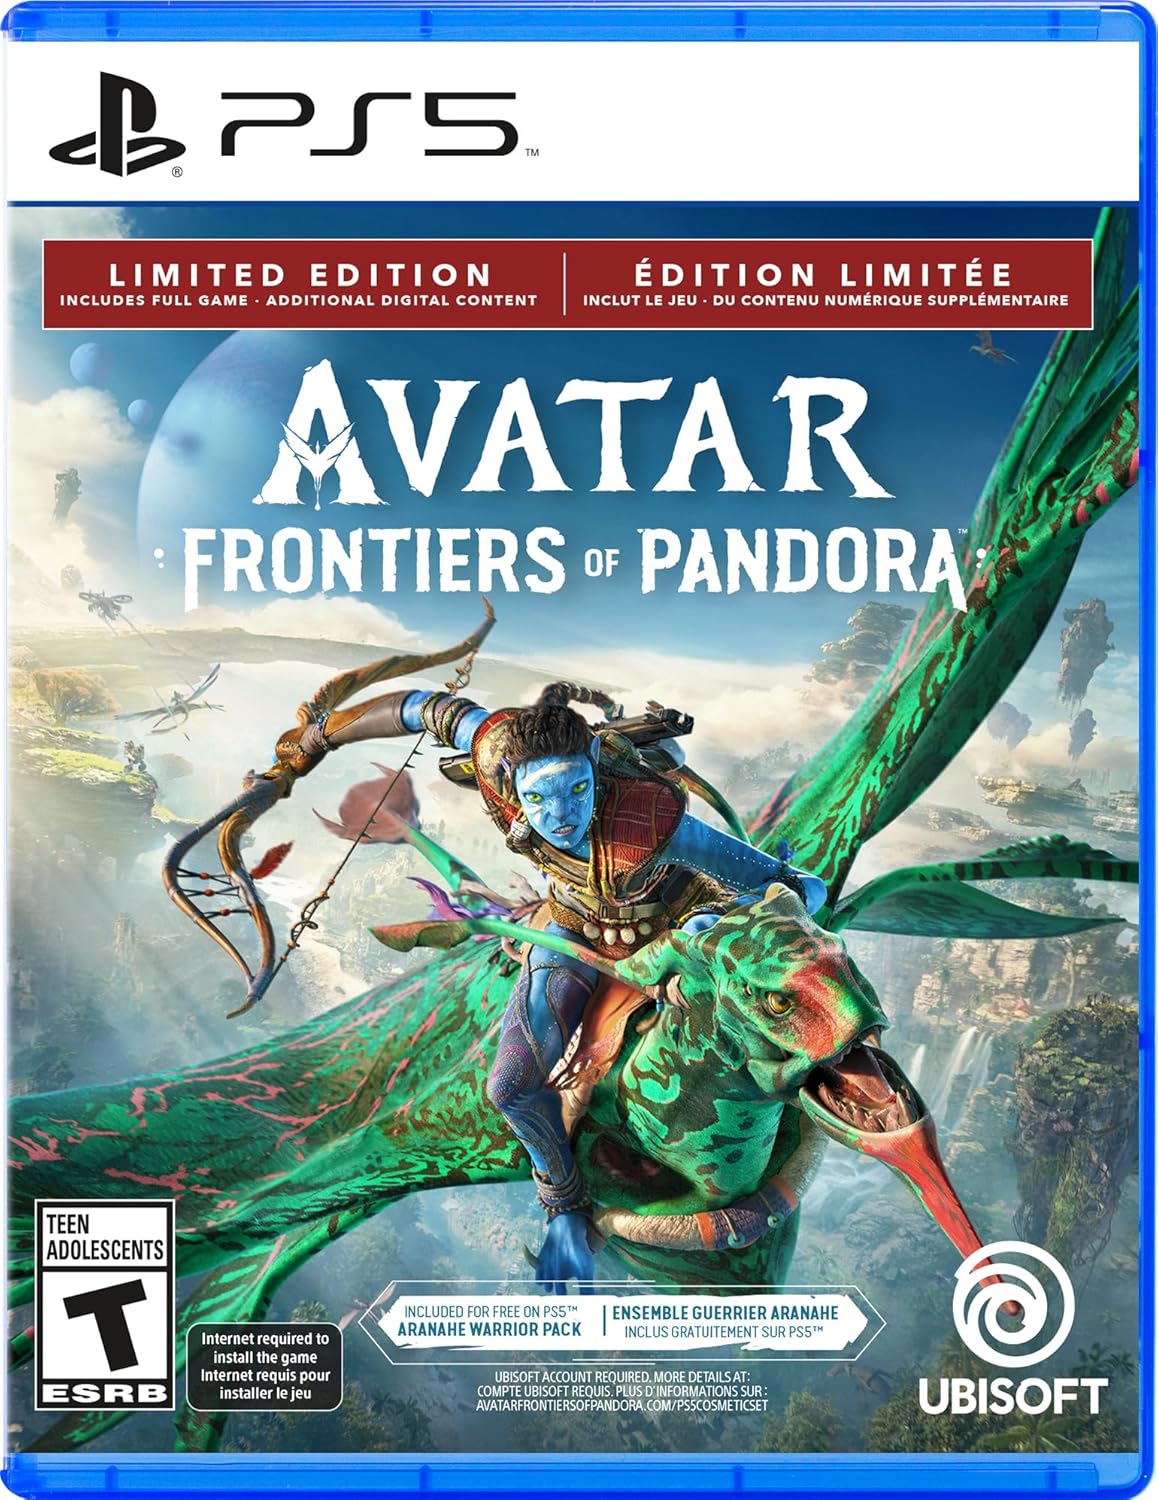 PS5
LIMITED EDITION
INCLUDES FULL GAME · ADDITIONAL DIGITAL CONTENT
ÉDITION LIMITÉE
INCLUT LE JEU · DU CONTENU NUMÉRIQUE SUPPLÉMENTAIRE
AVATAR
: FRONTIERS OF PANDORA™ :
TEEN
ADOLESCENTS
T
ESRB
Internet required to
install the game
Internet requis pour
installer le jeu
INCLUDED FOR FREE ON PS5™
ARANAHE WARRIOR PACK
ENSEMBLE GUERRIER ARANAHE
INCLUS GRATUITEMENT SUR PS5™
UBISOFT ACCOUNT REQUIRED. MORE DETAILS AT:
COMPTE UBISOFT REQUIS. PLUS D'INFORMATIONS SUR :
AVATARFRONTIERSOFPANDORA.COM/PS5COSMETICSET
UBISOFT